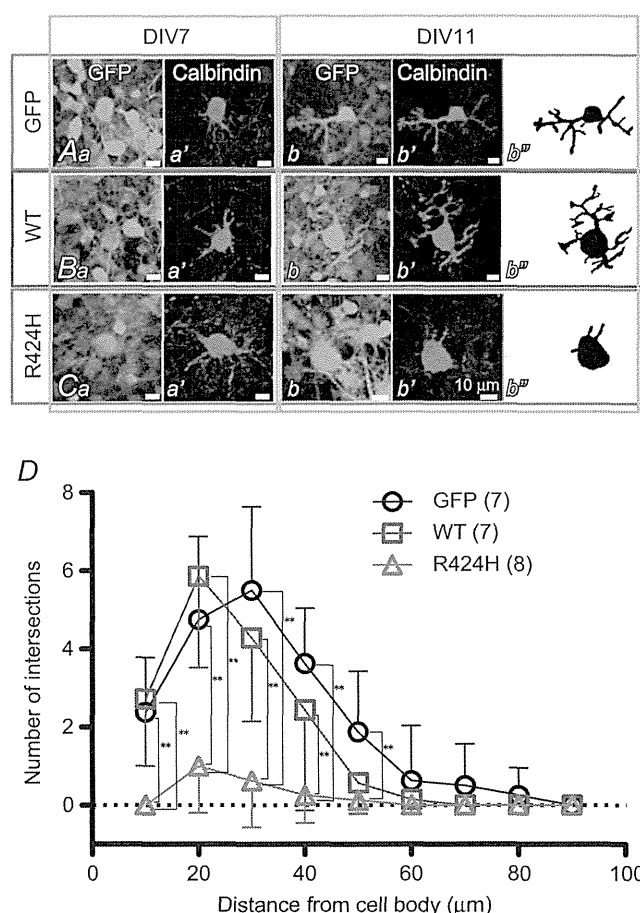 DIV7 DIV11
GFP Calbindin GFP Calbindin
GFP
Aa a' b b' b"
WT
Ba a' b b' b"
R424H
Ca a' b b' 10 µm b"
D
Number of intersections
8
6
4
2
0
GFP (7)
WT (7)
R424H (8)
** ** ** ** ** ** ** ** **
0 20 40 60 80 100
Distance from cell body (µm)